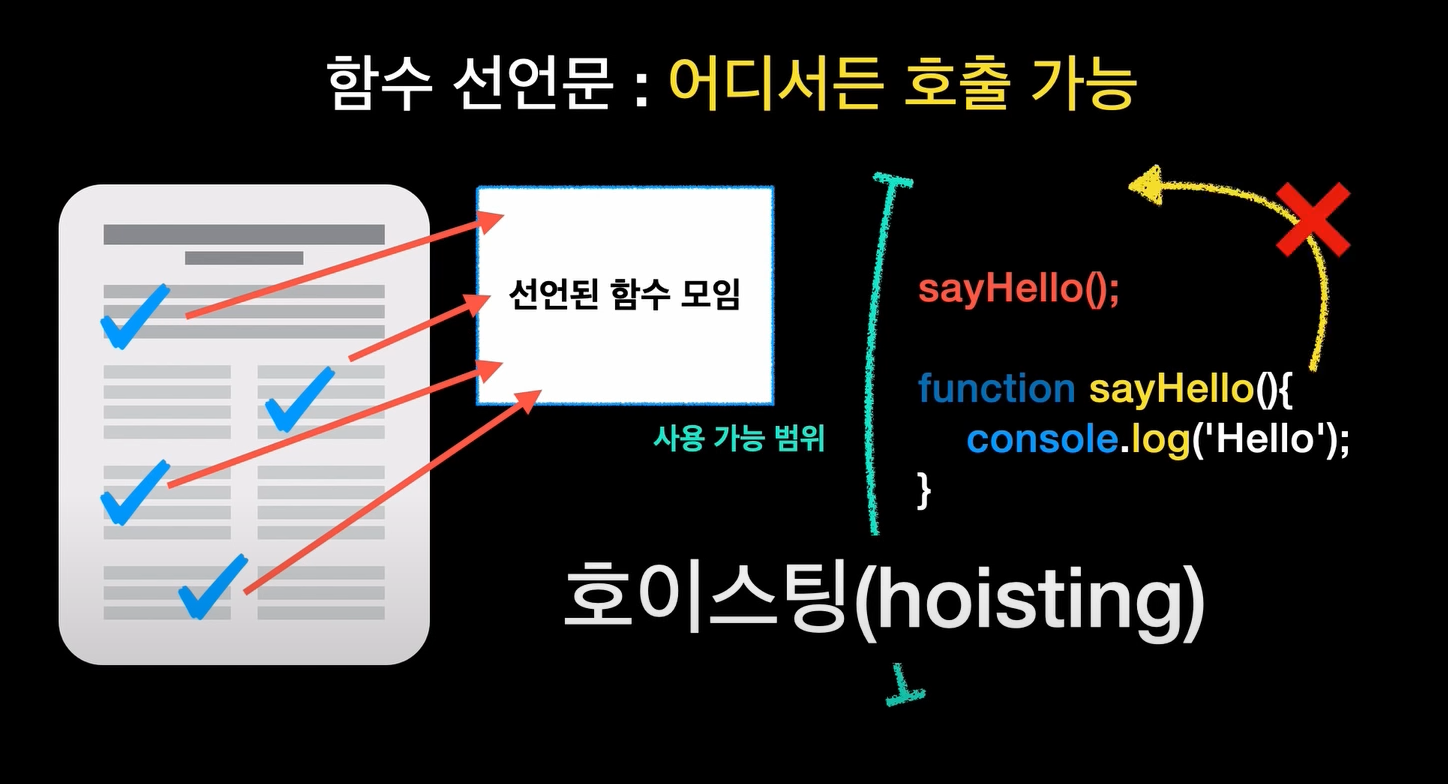 함수 선언문 : 어디서든 호출 가능
선언된 함수 모임
사용 가능 범위
sayHello();
function sayHello(){
console.log('Hello');
}
호이스팅(hoisting)